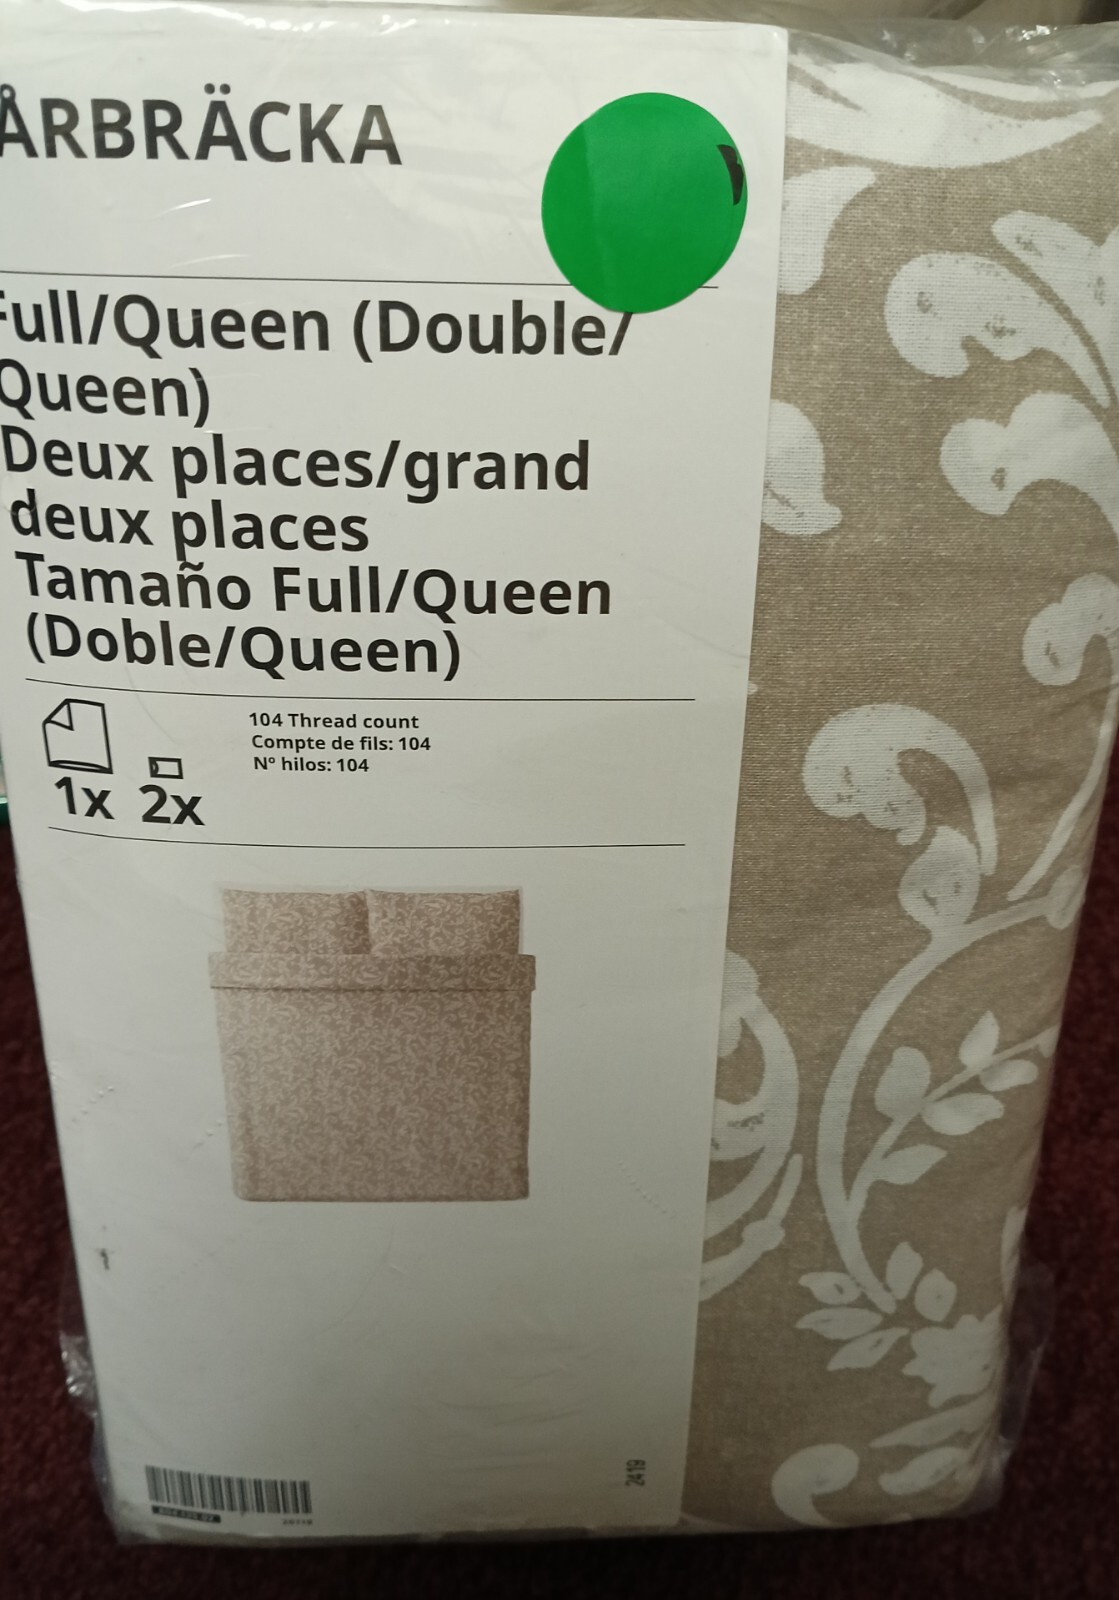 ÅRBRÄCKA
Full/Queen (Double/
Queen)
Deux places/grand
deux places
Tamaño Full/Queen
(Doble/Queen)
104 Thread count
Compte de fils: 104
Nº hilos: 104
1x 2x
2419